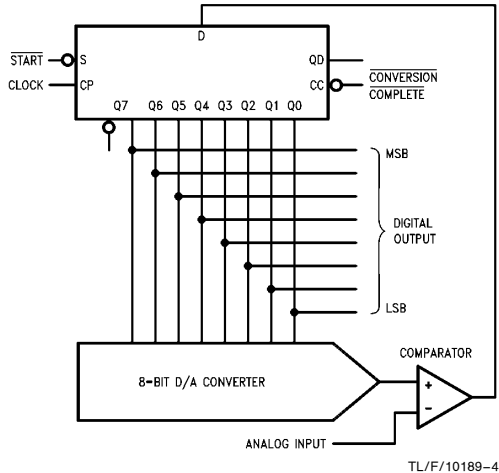 D
START
S
QD
CLOCK
CP
CC
CONVERSION
COMPLETE
Q7 Q6 Q5 Q4 Q3 Q2 Q1 Q0
MSB
DIGITAL
OUTPUT
LSB
8-BIT D/A CONVERTER
COMPARATOR
+
−
ANALOG INPUT
TL/F/10189–4